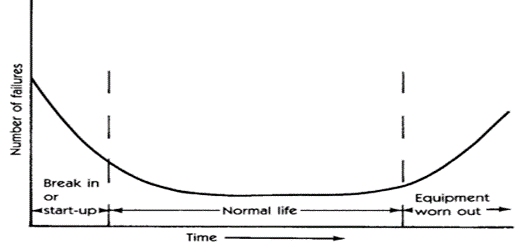 Number of failures
Break in
or
start-up
Normal life
Equipment
worn out
Time